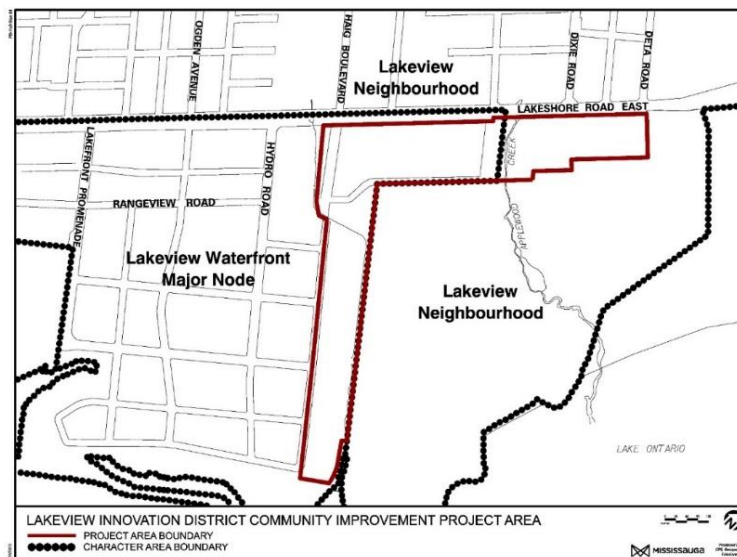 OGDEN AVENUE
HAIG BOULEVARD
DIXIE ROAD
DETA ROAD
Lakeview
Neighbourhood
LAKESHORE ROAD EAST
LAKEFRONT PROMENADE
HYDRO ROAD
APPLEWOOD CREEK
RANGEVIEW ROAD
Lakeview Waterfront
Major Node
Lakeview
Neighbourhood
LAKE ONTARIO
LAKEVIEW INNOVATION DISTRICT COMMUNITY IMPROVEMENT PROJECT AREA
PROJECT AREA BOUNDARY
CHARACTER AREA BOUNDARY
MISSISSAUGA